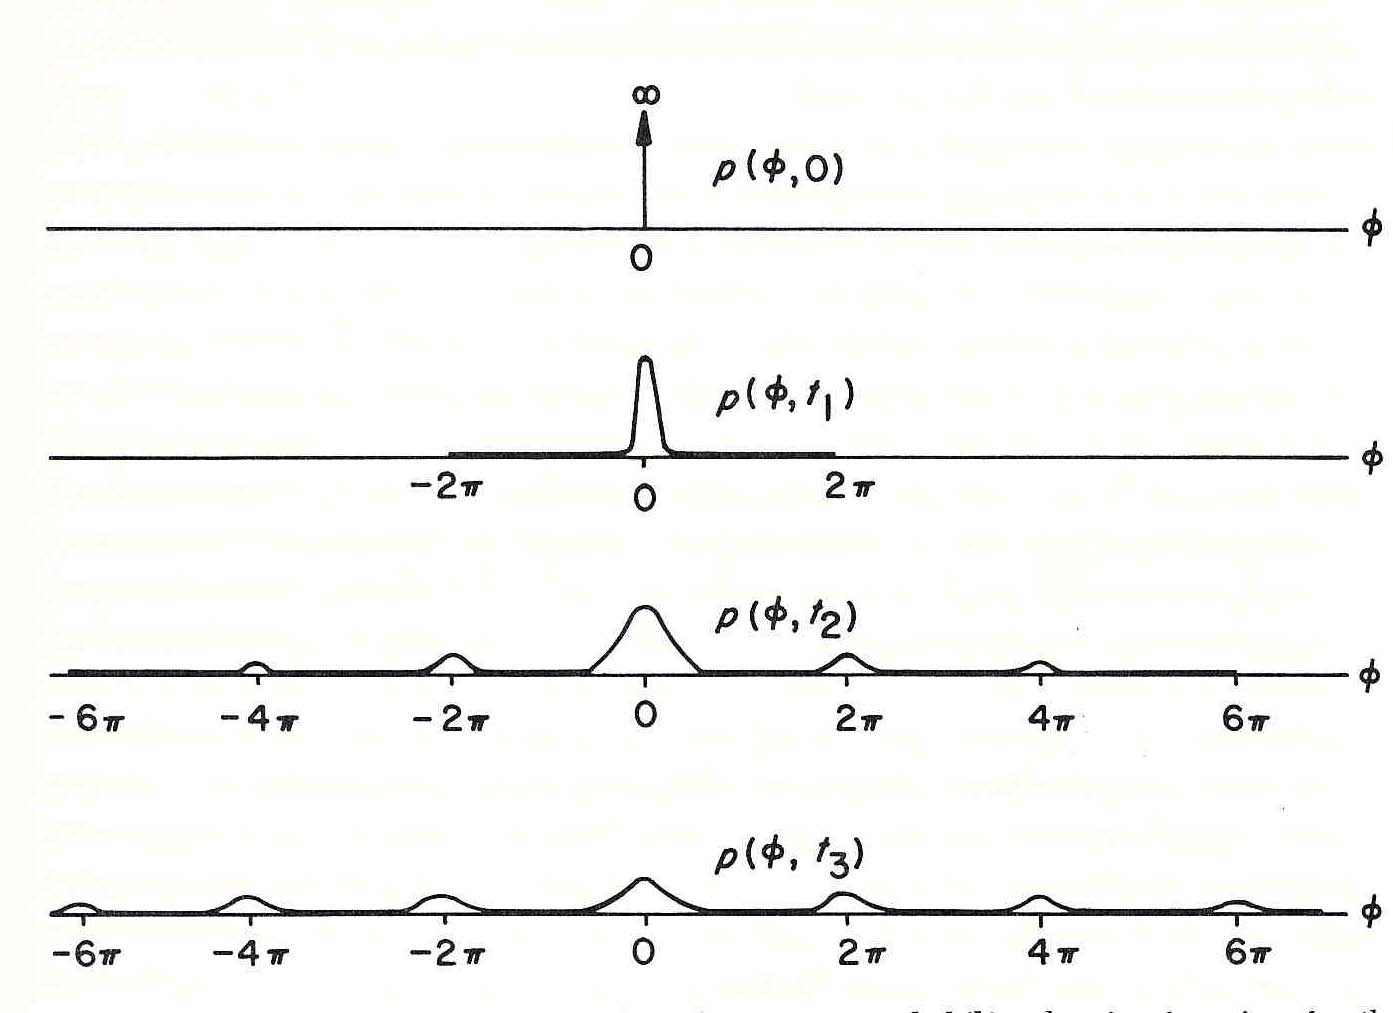 ∞
p(ϕ,0)
ϕ
0
p(ϕ,t₁)
ϕ
-2π 0 2π
p(ϕ,t₂)
ϕ
-6π -4π -2π 0 2π 4π 6π
p(ϕ, t₃)
ϕ
-6π -4π -2π 0 2π 4π 6π